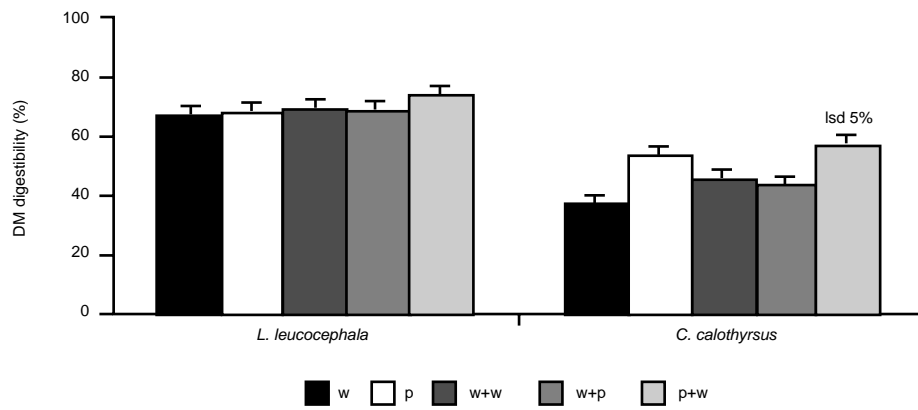 100
80
60
40
20
0
DM digestibility (%)
lsd 5%
L. leucocephala C. calothyrsus
w p w+w w+p p+w